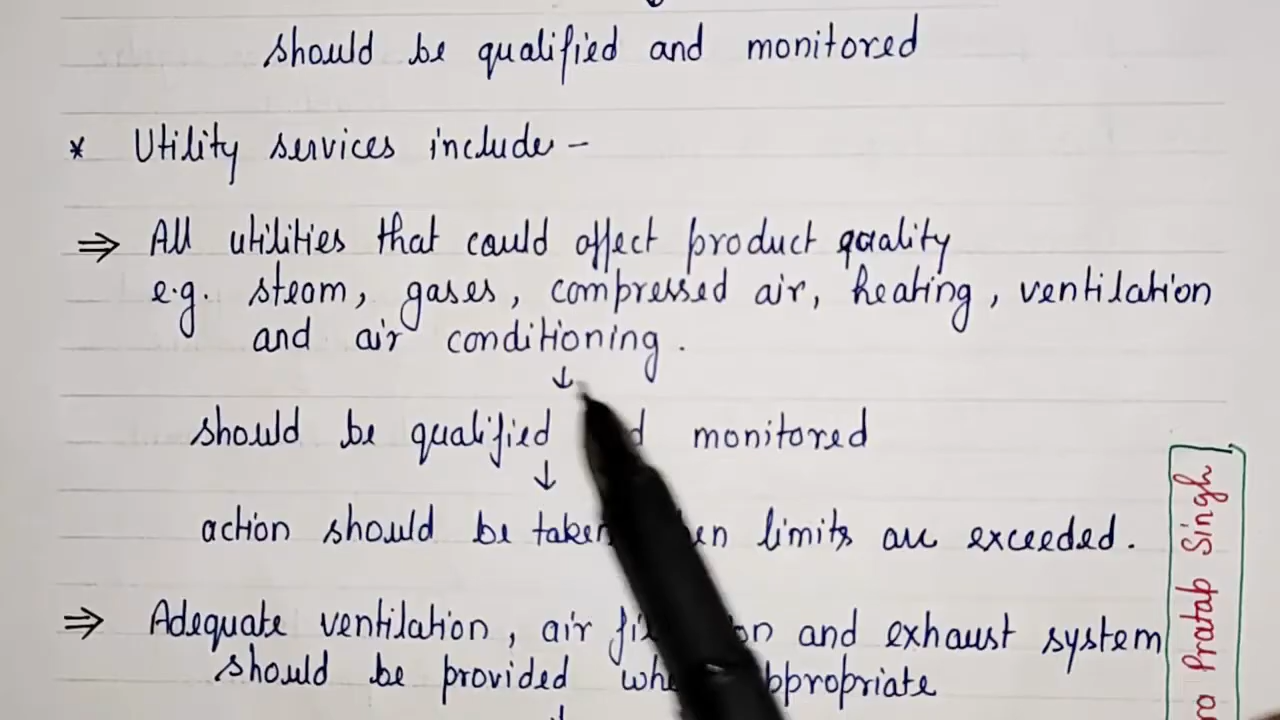 should be qualified and monitored
* Utility services include -
⇒ All utilities that could affect product quality
e.g. steam, gases, compressed air, heating, ventilation
and air conditioning.
↓
should be qualified monitored
↓
action should be taken limits are exceeded.
⇒ Adequate ventilation, air and exhaust system
should be provided appropriate
↓
Pratap Singh